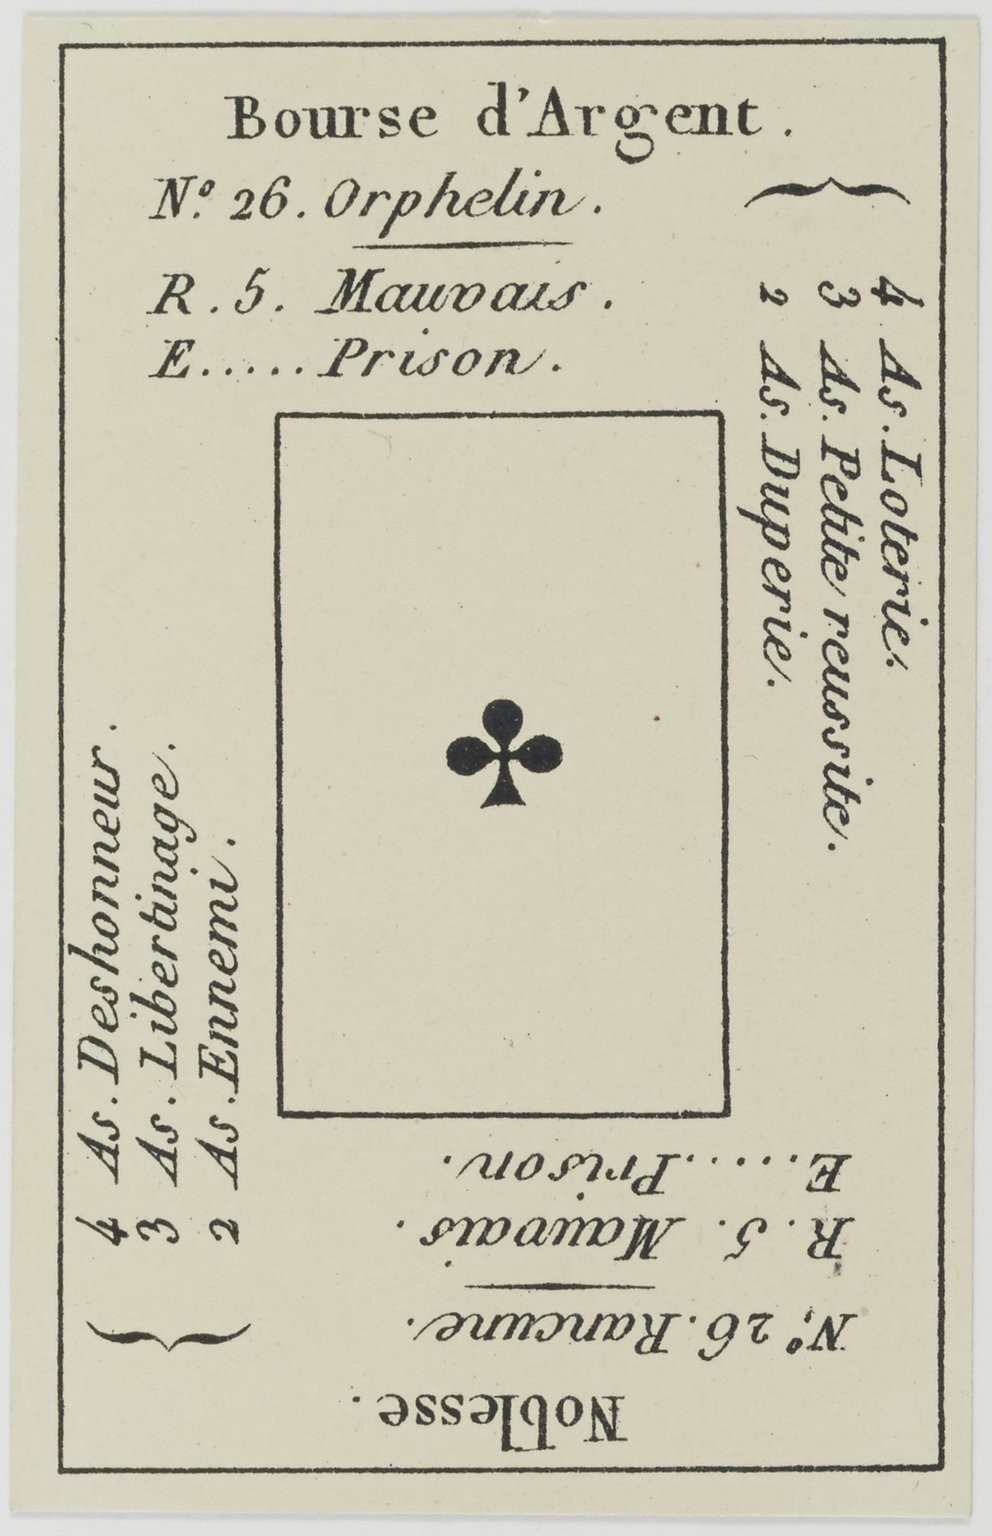 Bourse d'Argent.
N.º 26. Orphelin.
R. 5. Mauvais.
E..... Prison.
4 As. Loterie.
3 As. Petite reussite.
2 As. Duperie.
4 As. Deshonneur.
3 As. Libertinage.
2 As. Ennemi.
Noblesse.
N.º 26. Rancune.
R. 5. Mauvais.
E..... Prison.